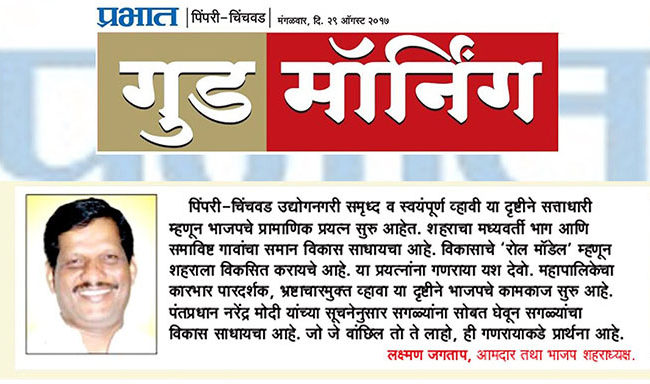 प्रभात पिंपरी-चिंचवड मंगळवार, दि. २९ ऑगस्ट २०१७
गुड मॉर्निंग
पिंपरी-चिंचवड उद्योगनगरी समृध्द व स्वयंपूर्ण व्हावी या दृष्टीने सत्ताधारी
म्हणून भाजपचे प्रामाणिक प्रयत्न सुरु आहेत. शहराचा मध्यवर्ती भाग आणि
समाविष्ट गावांचा समान विकास साधायचा आहे. विकासाचे 'रोल मॉडेल' म्हणून
शहराला विकसित करायचे आहे. या प्रयत्नांना गणराया यश देवो. महापालिकेचा
कारभार पारदर्शक, भ्रष्टाचारमुक्त व्हावा या दृष्टीने भाजपचे कामकाज सुरु आहे.
पंतप्रधान नरेंद्र मोदी यांच्या सूचनेनुसार सगळ्यांना सोबत घेवून सगळ्यांचा
विकास साधायचा आहे. जो जे वांछिल तो ते लाहो, ही गणरायाकडे प्रार्थना आहे.
लक्ष्मण जगताप, आमदार तथा भाजप शहराध्यक्ष.